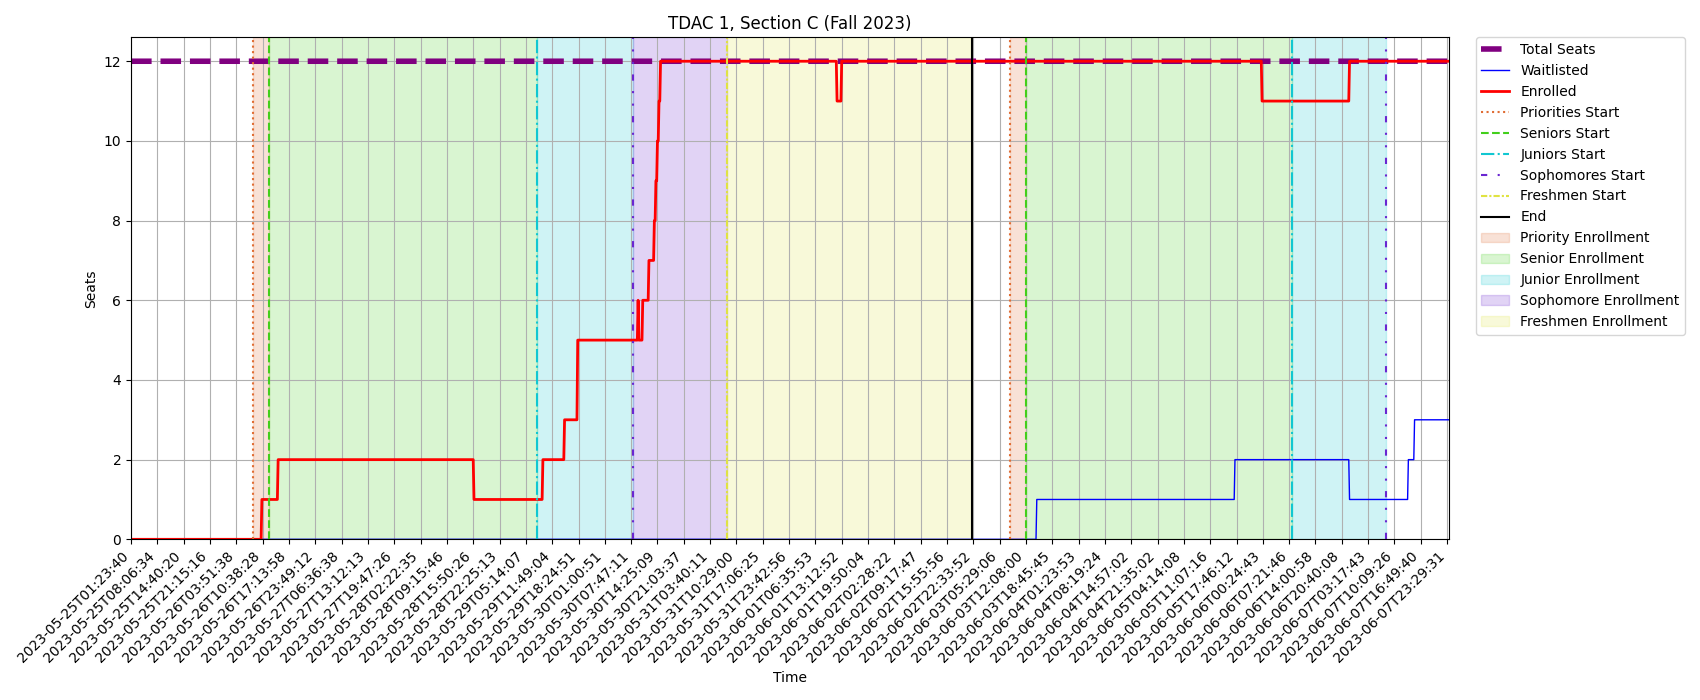 TDAC 1, Section C (Fall 2023)
Seats
12
10
8
6
4
2
0
2023-05-25T01:23:40
2023-05-25T08:06:34
2023-05-25T14:40:20
2023-05-25T21:15:16
2023-05-26T03:51:38
2023-05-26T10:38:28
2023-05-26T17:13:58
2023-05-26T23:49:12
2023-05-27T06:36:38
2023-05-27T13:12:13
2023-05-27T19:47:26
2023-05-28T02:22:35
2023-05-28T09:15:46
2023-05-28T15:50:26
2023-05-28T22:25:13
2023-05-29T05:14:07
2023-05-29T11:49:04
2023-05-29T18:24:51
2023-05-30T01:00:51
2023-05-30T07:47:11
2023-05-30T14:25:09
2023-05-30T21:03:37
2023-05-31T03:40:11
2023-05-31T10:29:00
2023-05-31T17:06:25
2023-05-31T23:42:56
2023-06-01T06:35:53
2023-06-01T13:12:52
2023-06-01T19:50:04
2023-06-02T02:28:22
2023-06-02T09:17:47
2023-06-02T15:55:56
2023-06-02T22:33:52
2023-06-03T05:29:06
2023-06-03T12:08:00
2023-06-03T18:45:45
2023-06-04T01:23:53
2023-06-04T08:19:24
2023-06-04T14:57:02
2023-06-04T21:35:02
2023-06-05T04:14:08
2023-06-05T11:07:16
2023-06-05T17:46:12
2023-06-06T00:24:43
2023-06-06T07:21:46
2023-06-06T14:00:58
2023-06-06T20:40:08
2023-06-07T03:17:43
2023-06-07T10:09:26
2023-06-07T16:49:40
2023-06-07T23:29:31
Time
Total Seats
Waitlisted
Enrolled
Priorities Start
Seniors Start
Juniors Start
Sophomores Start
Freshmen Start
End
Priority Enrollment
Senior Enrollment
Junior Enrollment
Sophomore Enrollment
Freshmen Enrollment